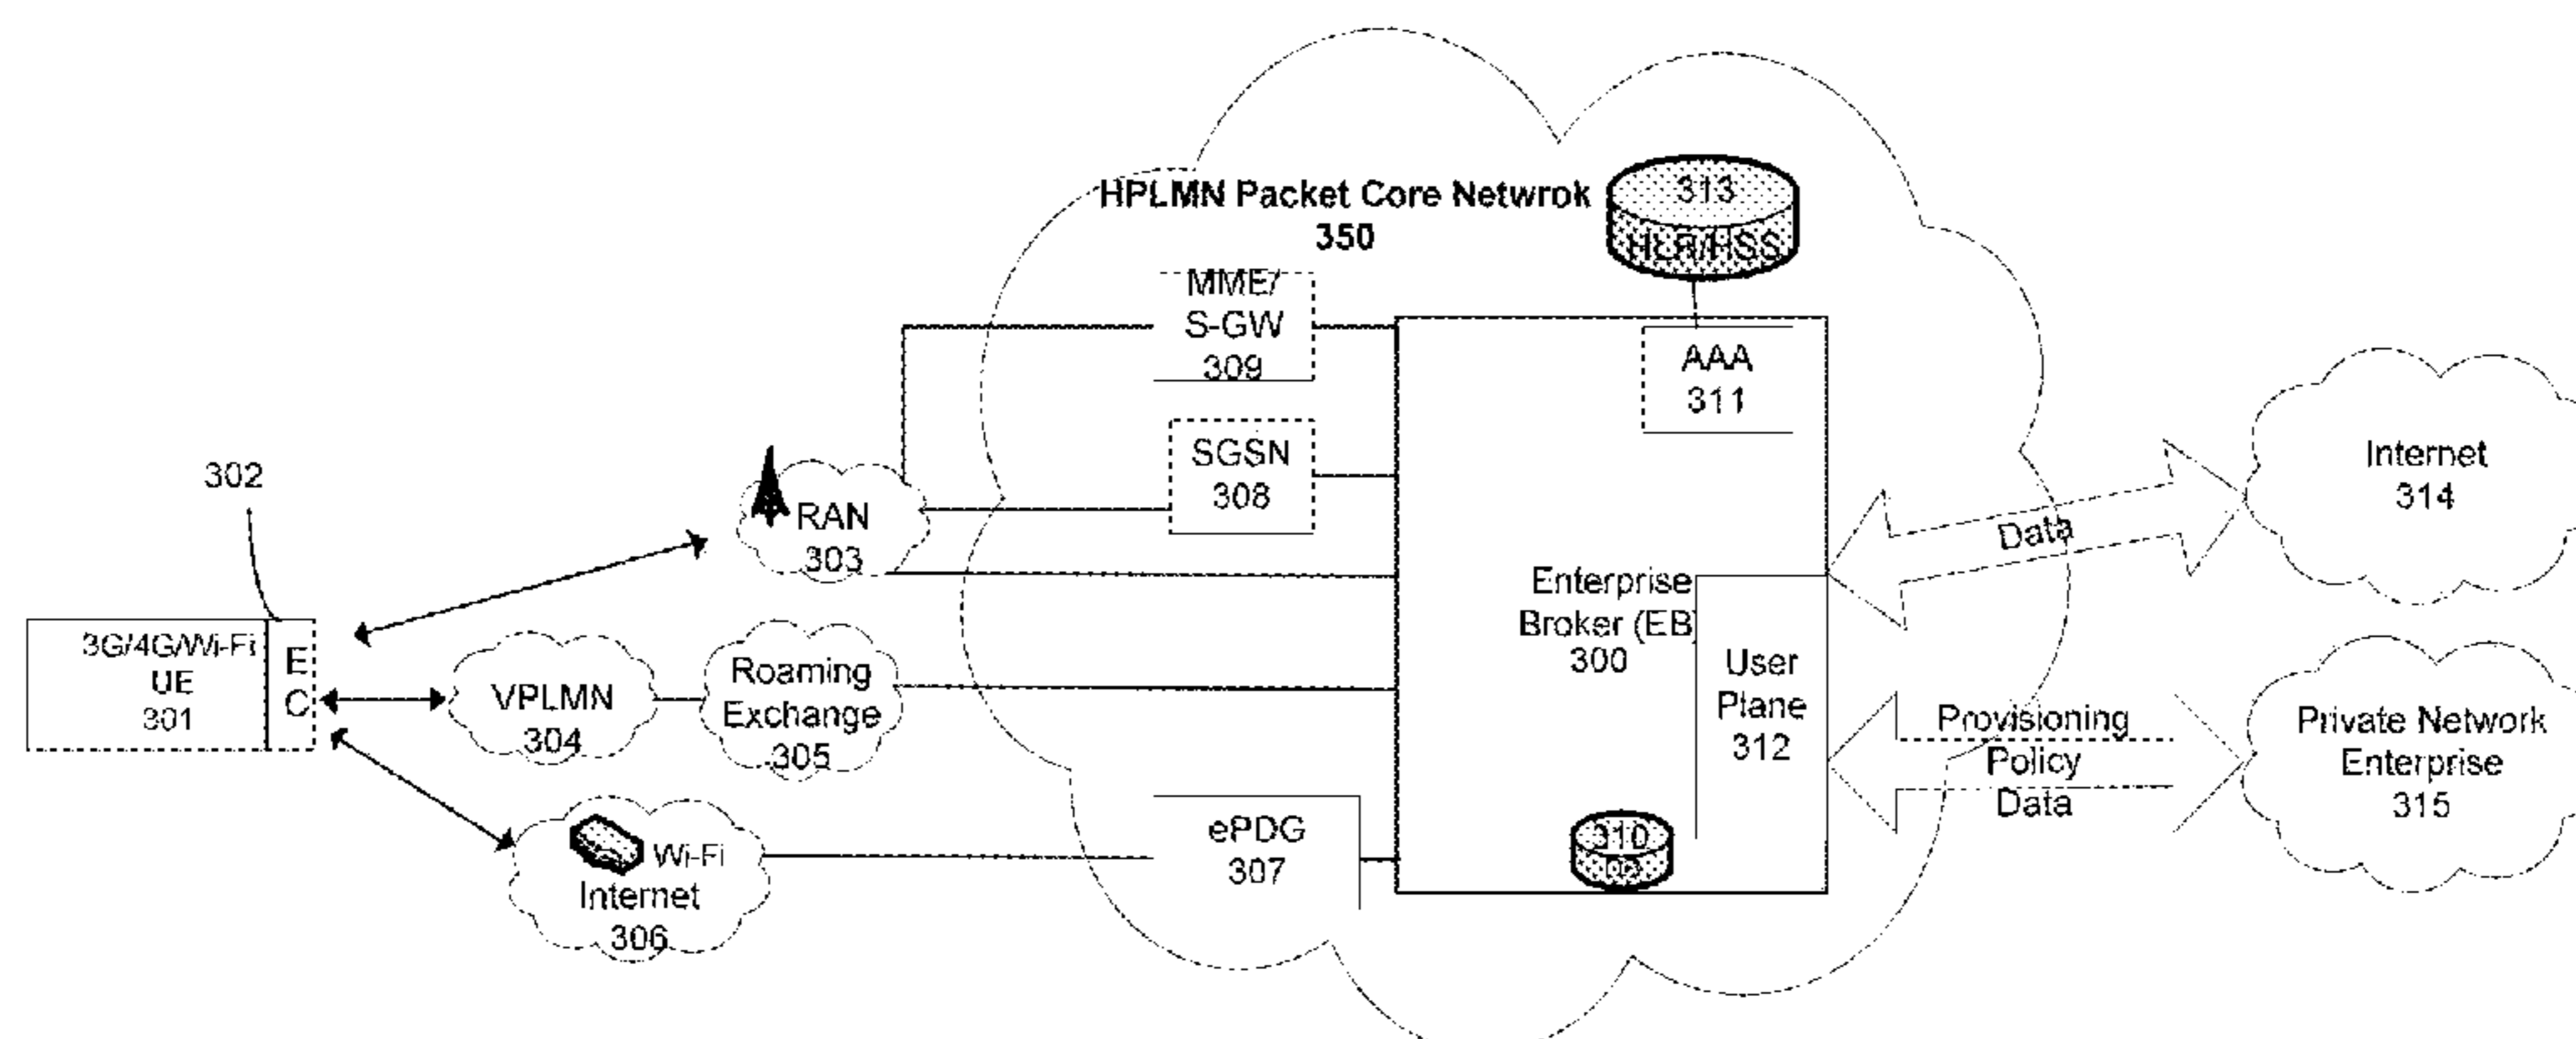 HPLMN Packet Core Netwrok
350
313
HLR/HSS
MME/
S-GW
309
AAA
311
SGSN
308
302
RAN
303
Internet
314
Data
Enterprise
Broker (EB
300
3G/4G/Wi-Fi
UE
301
E
C
VPLMN
304
Roaming
Exchange
305
User
Plane
312
Provisioning
Policy
Data
Private Network
Enterprise
315
Wi-Fi
Internet
306
ePDG
307
310